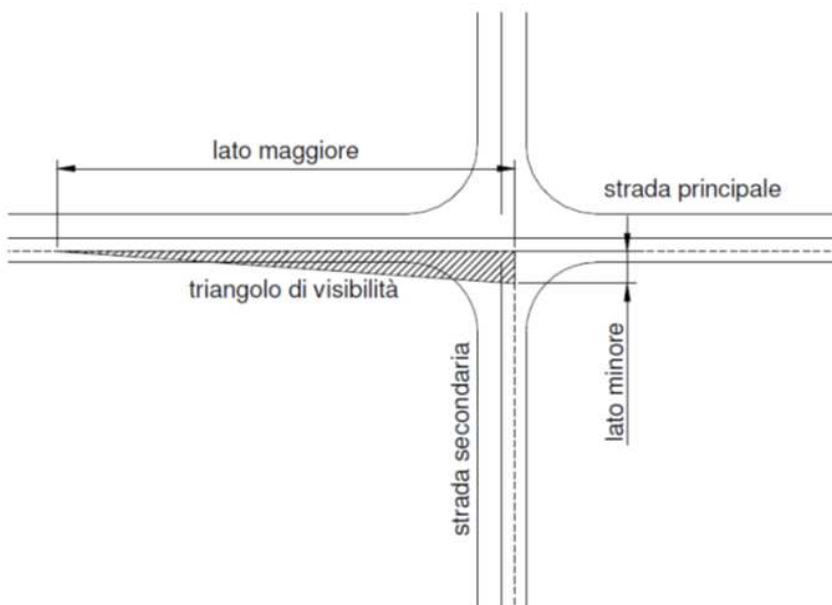 lato maggiore
strada principale
triangolo di visibilità
strada secondaria
lato minore